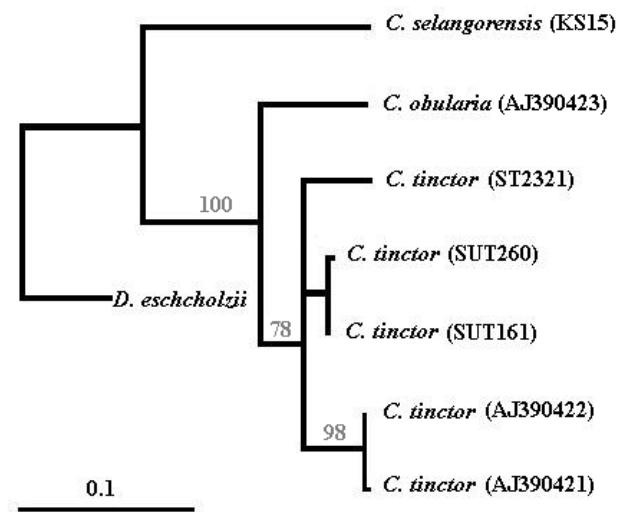 C. selangorensis (KS15)
C. obularia (AJ390423)
C. tinctor (ST2321)
100
C. tinctor (SUT260)
D. eschcholzii
78
C. tinctor (SUT161)
C. tinctor (AJ390422)
98
C. tinctor (AJ390421)
0.1